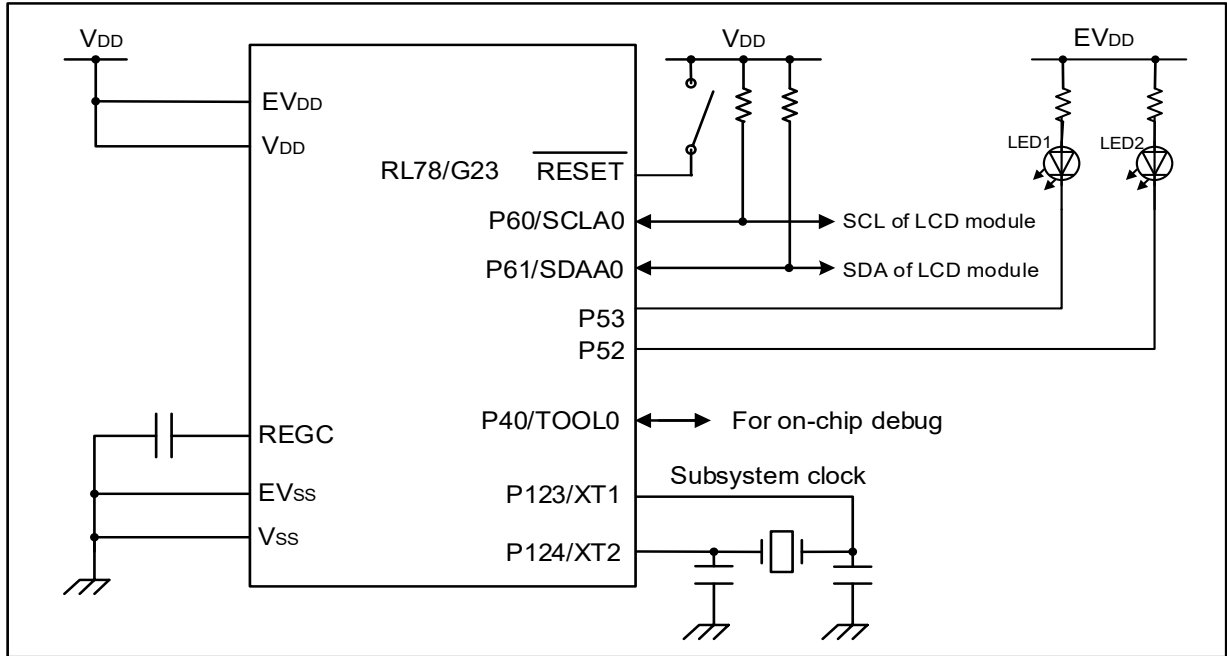 VDD
VDD
EVDD
EVDD
VDD
RL78/G23
RESET
LED1
LED2
P60/SCLA0
SCL of LCD module
P61/SDAA0
SDA of LCD module
P53
P52
P40/TOOL0
For on-chip debug
REGC
Subsystem clock
EVSS
P123/XT1
VSS
P124/XT2